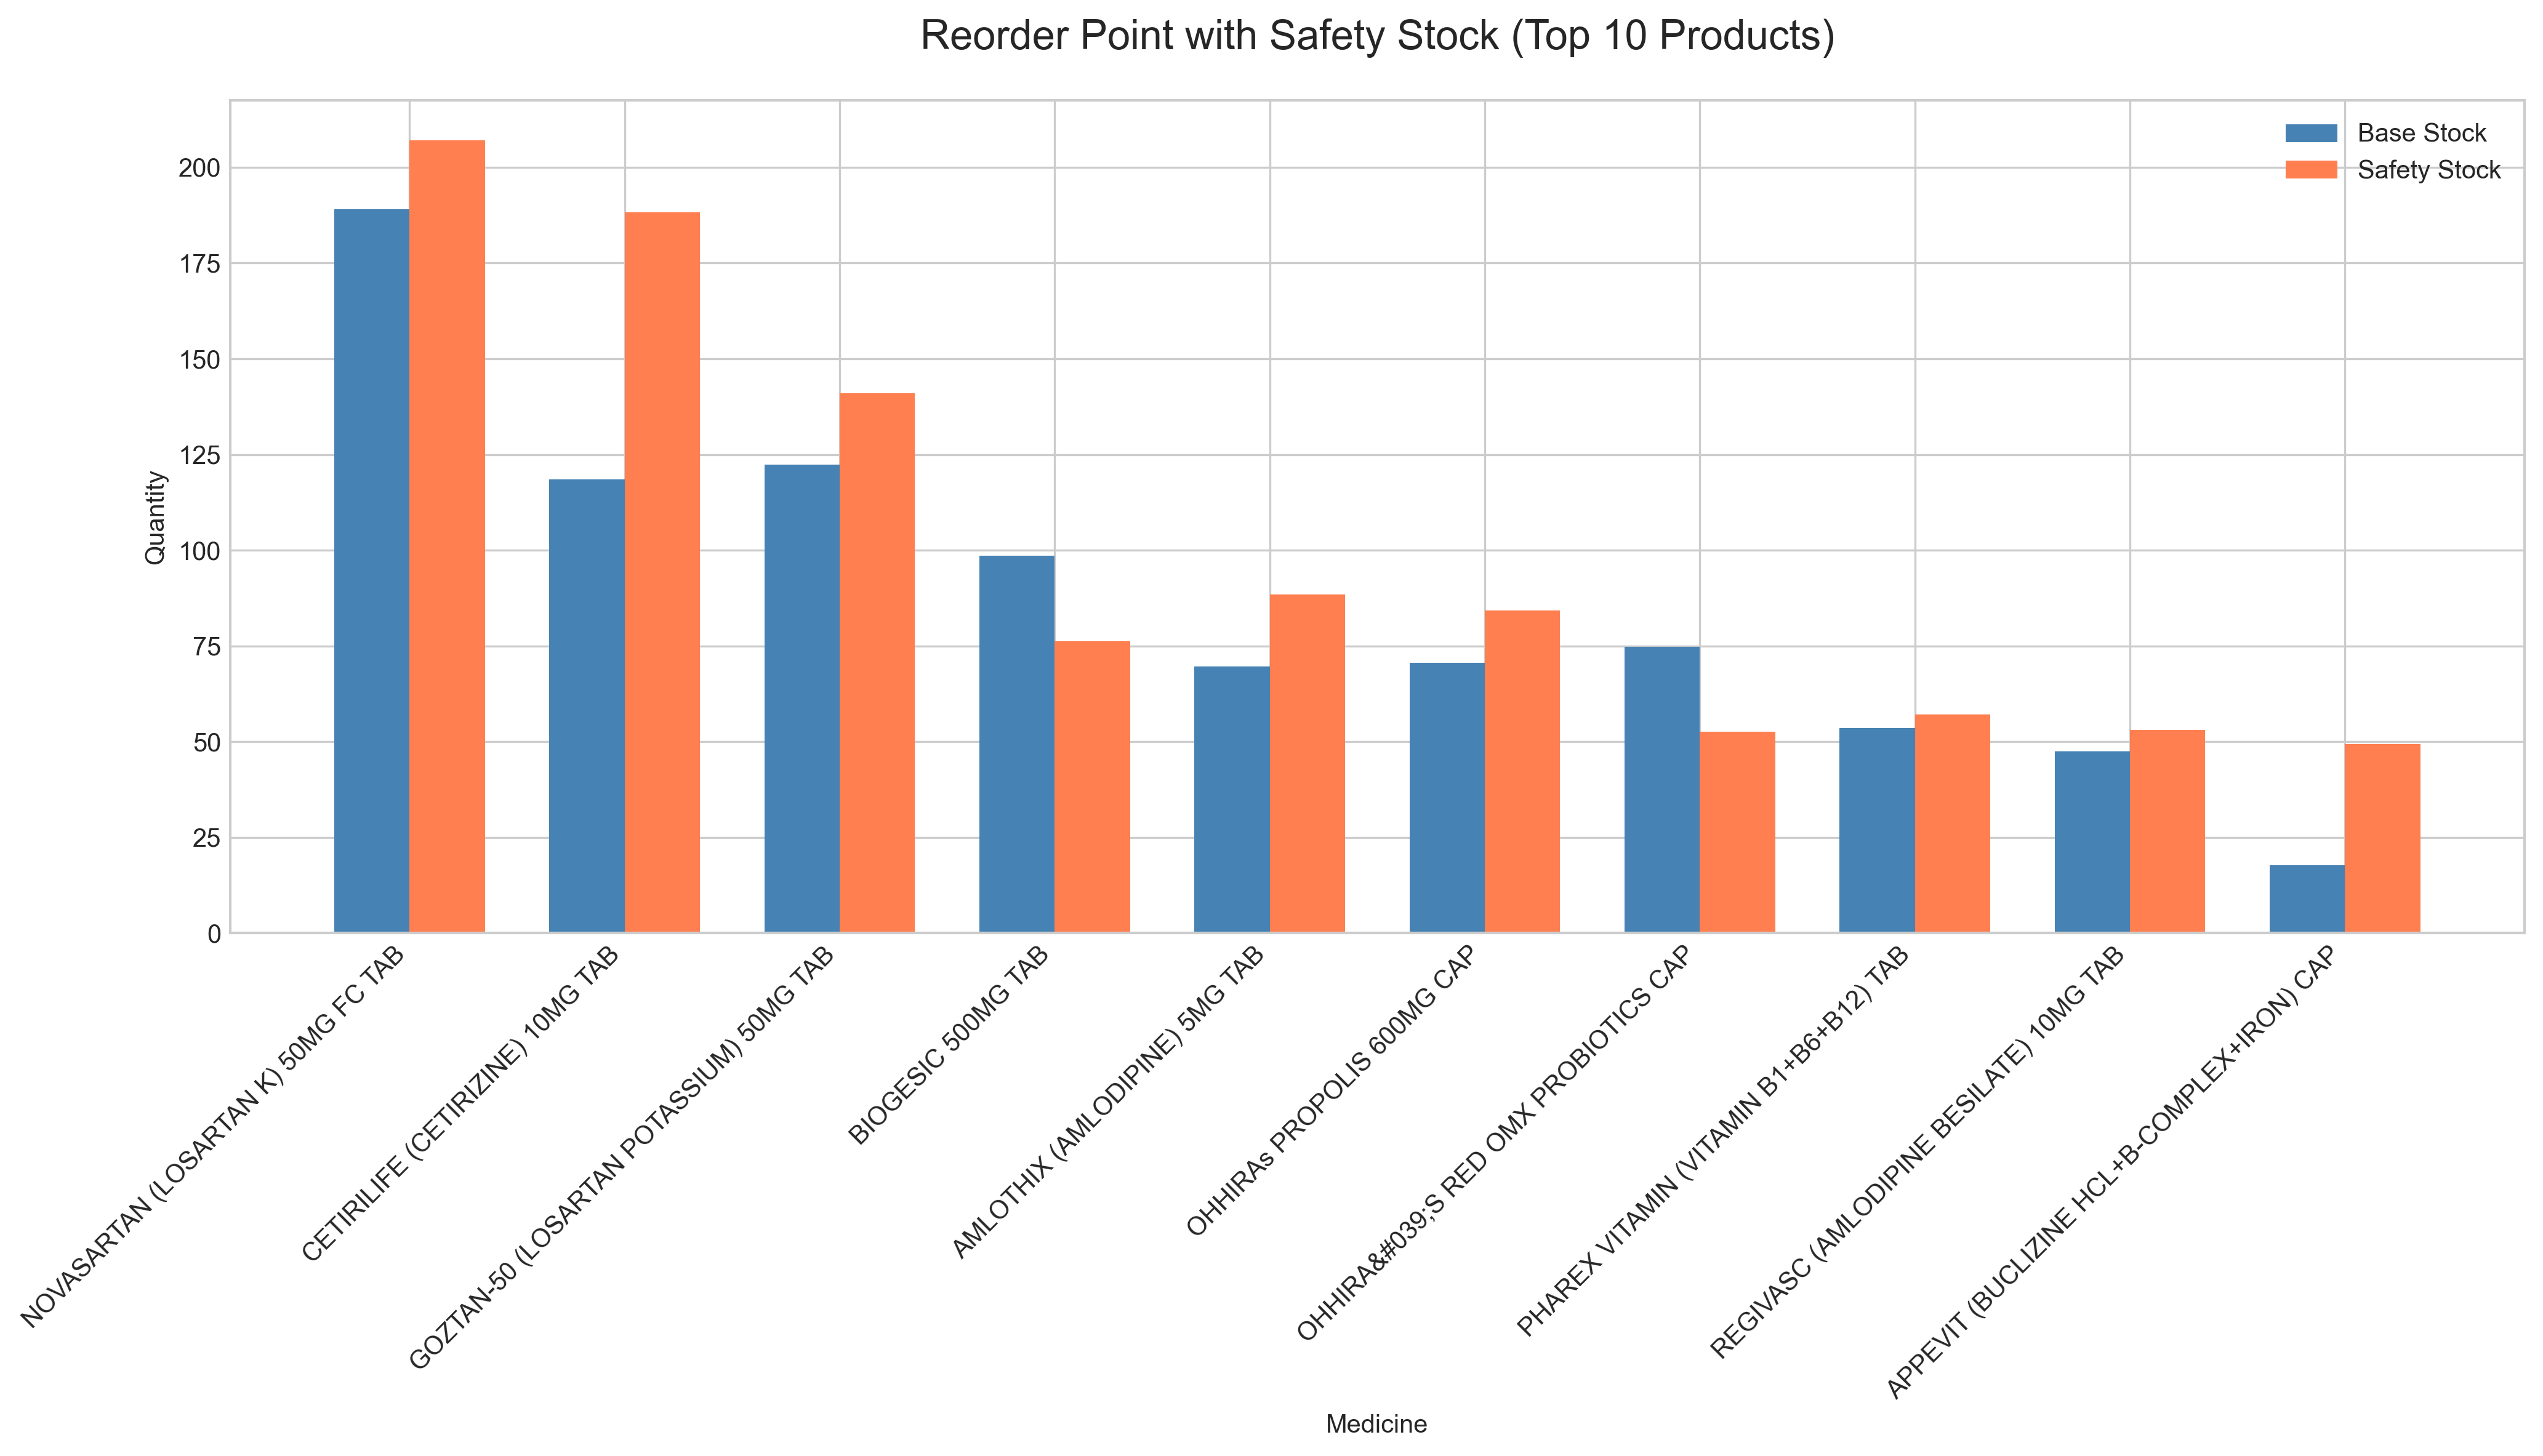 Reorder Point with Safety Stock (Top 10 Products)
Base Stock
Safety Stock
Quantity
200
175
150
125
100
75
50
25
0
NOVASARTAN (LOSARTAN K) 50MG FC TAB
CETIRILIFE (CETIRIZINE) 10MG TAB
GOZTAN-50 (LOSARTAN POTASSIUM) 50MG TAB
BIOGESIC 500MG TAB
AMLOTHIX (AMLODIPINE) 5MG TAB
OHHIRAs PROPOLIS 600MG CAP
OHHIRA&#039;S RED OMX PROBIOTICS CAP
PHAREX VITAMIN (VITAMIN B1+B6+B12) TAB
REGIVASC (AMLODIPINE BESILATE) 10MG TAB
APPEVIT (BUCLIZINE HCL+B-COMPLEX+IRON) CAP
Medicine